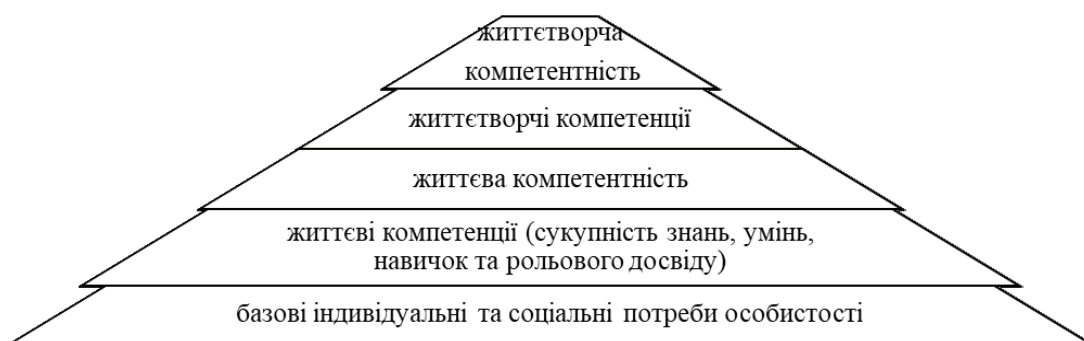 життєтворча
компетентність
життєтворчі компетенції
життєва компетентність
життєві компетенції (сукупність знань, умінь,
навичок та рольового досвіду)
базові індивідуальні та соціальні потреби особистості